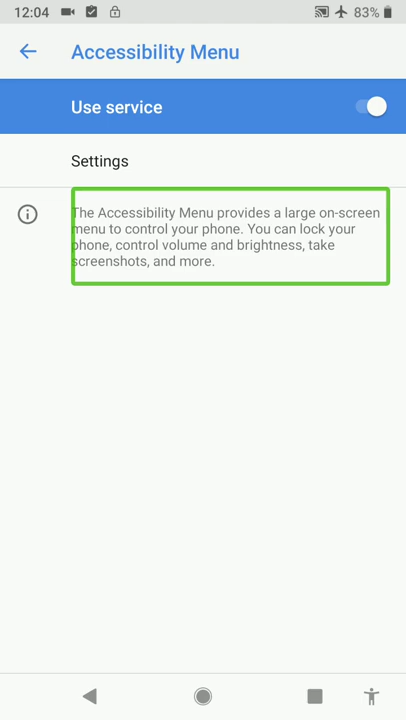 12:04
83%
Accessibility Menu
Use service
Settings
The Accessibility Menu provides a large on-screen
menu to control your phone. You can lock your
phone, control volume and brightness, take
screenshots, and more.